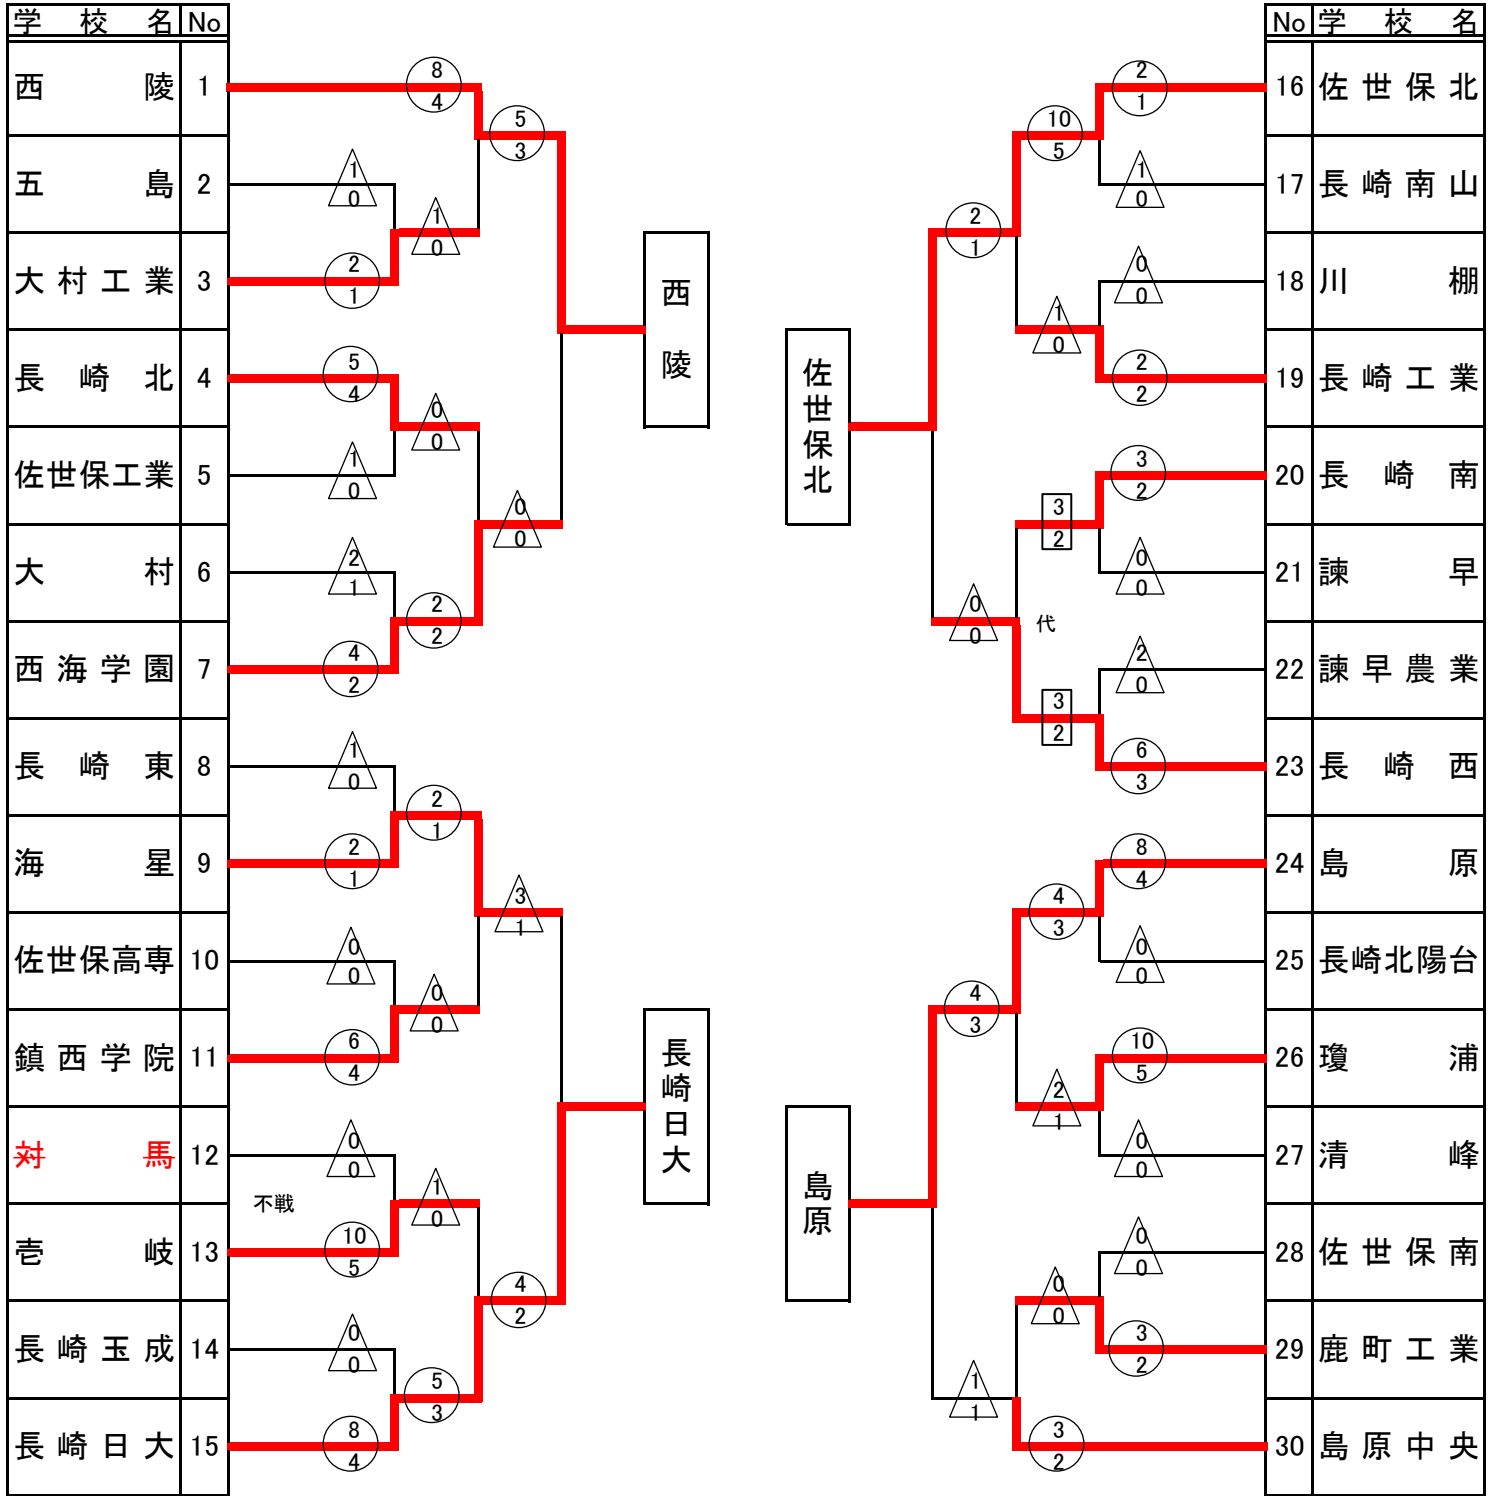 学校名 No
西陵 1
五島 2
大村工業 3
長崎北 4
佐世保工業 5
大村 6
西海学園 7
長崎東 8
海星 9
佐世保高専 10
鎮西学院 11
対馬 12
壱岐 13
長崎玉成 14
長崎日大 15
8
4
1
0
2
1
5
4
1
0
2
1
4
2
1
0
2
1
0
0
6
4
0
0
不戦
10
5
0
0
8
4
1
0
0
0
2
2
2
1
0
0
1
0
5
3
5
3
0
0
3
1
4
2
西陵
長崎日大
佐世保北
島原
2
1
0
0
4
3
1
1
10
5
1
0
3
2
代
3
2
4
3
2
1
0
0
3
2
2
1
1
0
0
0
2
2
3
2
0
0
2
0
6
3
8
4
0
0
10
5
0
0
0
0
3
2
No 学校名
16 佐世保北
17 長崎南山
18 川棚
19 長崎工業
20 長崎南
21 諫早
22 諫早農業
23 長崎西
24 島原
25 長崎北陽台
26 瓊浦
27 清峰
28 佐世保南
29 鹿町工業
30 島原中央